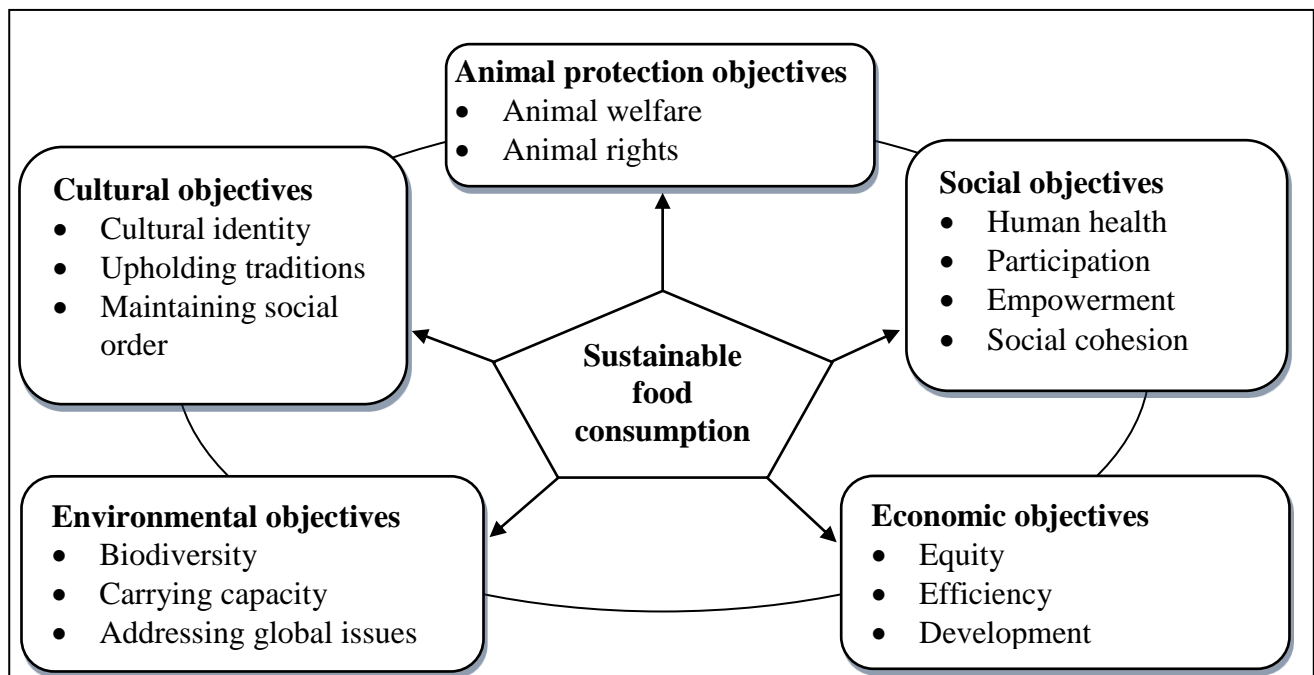 Animal protection objectives
• Animal welfare
• Animal rights
Cultural objectives
• Cultural identity
• Upholding traditions
• Maintaining social
order
Social objectives
• Human health
• Participation
• Empowerment
• Social cohesion
Sustainable
food
consumption
Environmental objectives
• Biodiversity
• Carrying capacity
• Addressing global issues
Economic objectives
• Equity
• Efficiency
• Development